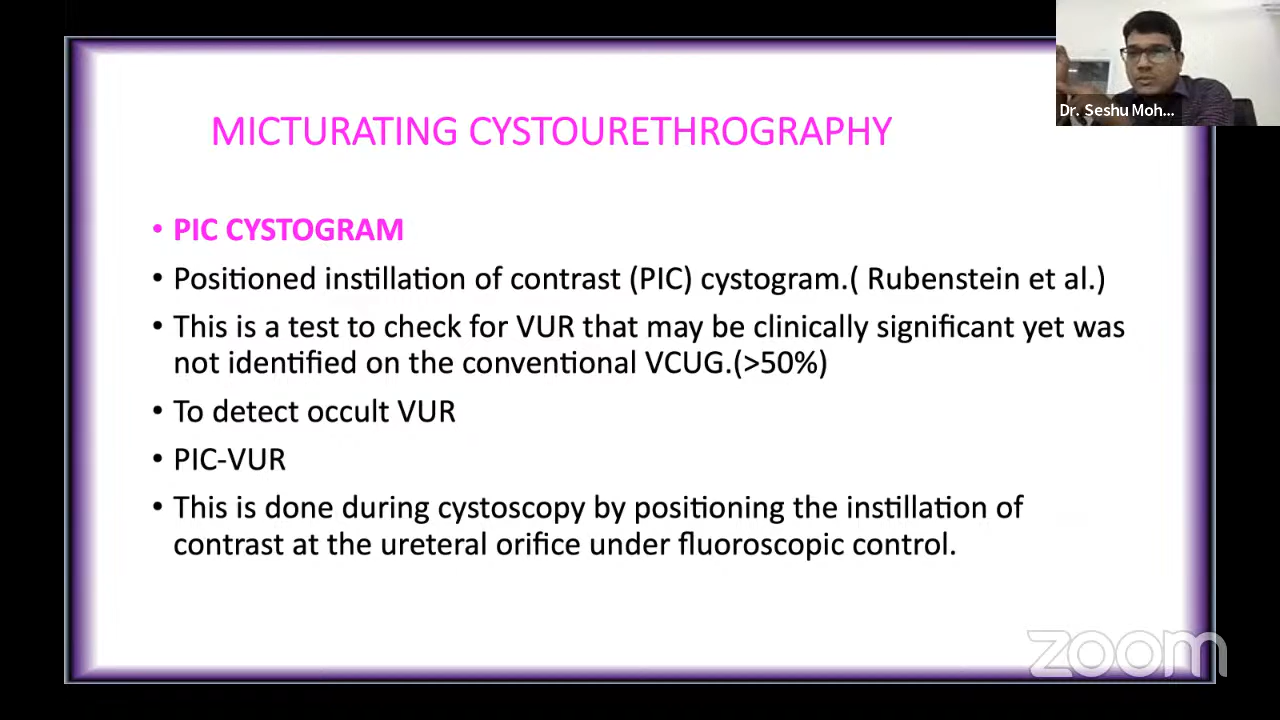 Dr. Seshu Moh...
MICTURATING CYSTOURETHROGRAPHY
• PIC CYSTOGRAM
• Positioned instillation of contrast (PIC) cystogram.( Rubenstein et al.)
• This is a test to check for VUR that may be clinically significant yet was
not identified on the conventional VCUG.(>50%)
• To detect occult VUR
• PIC-VUR
• This is done during cystoscopy by positioning the instillation of
contrast at the ureteral orifice under fluoroscopic control.
zoom